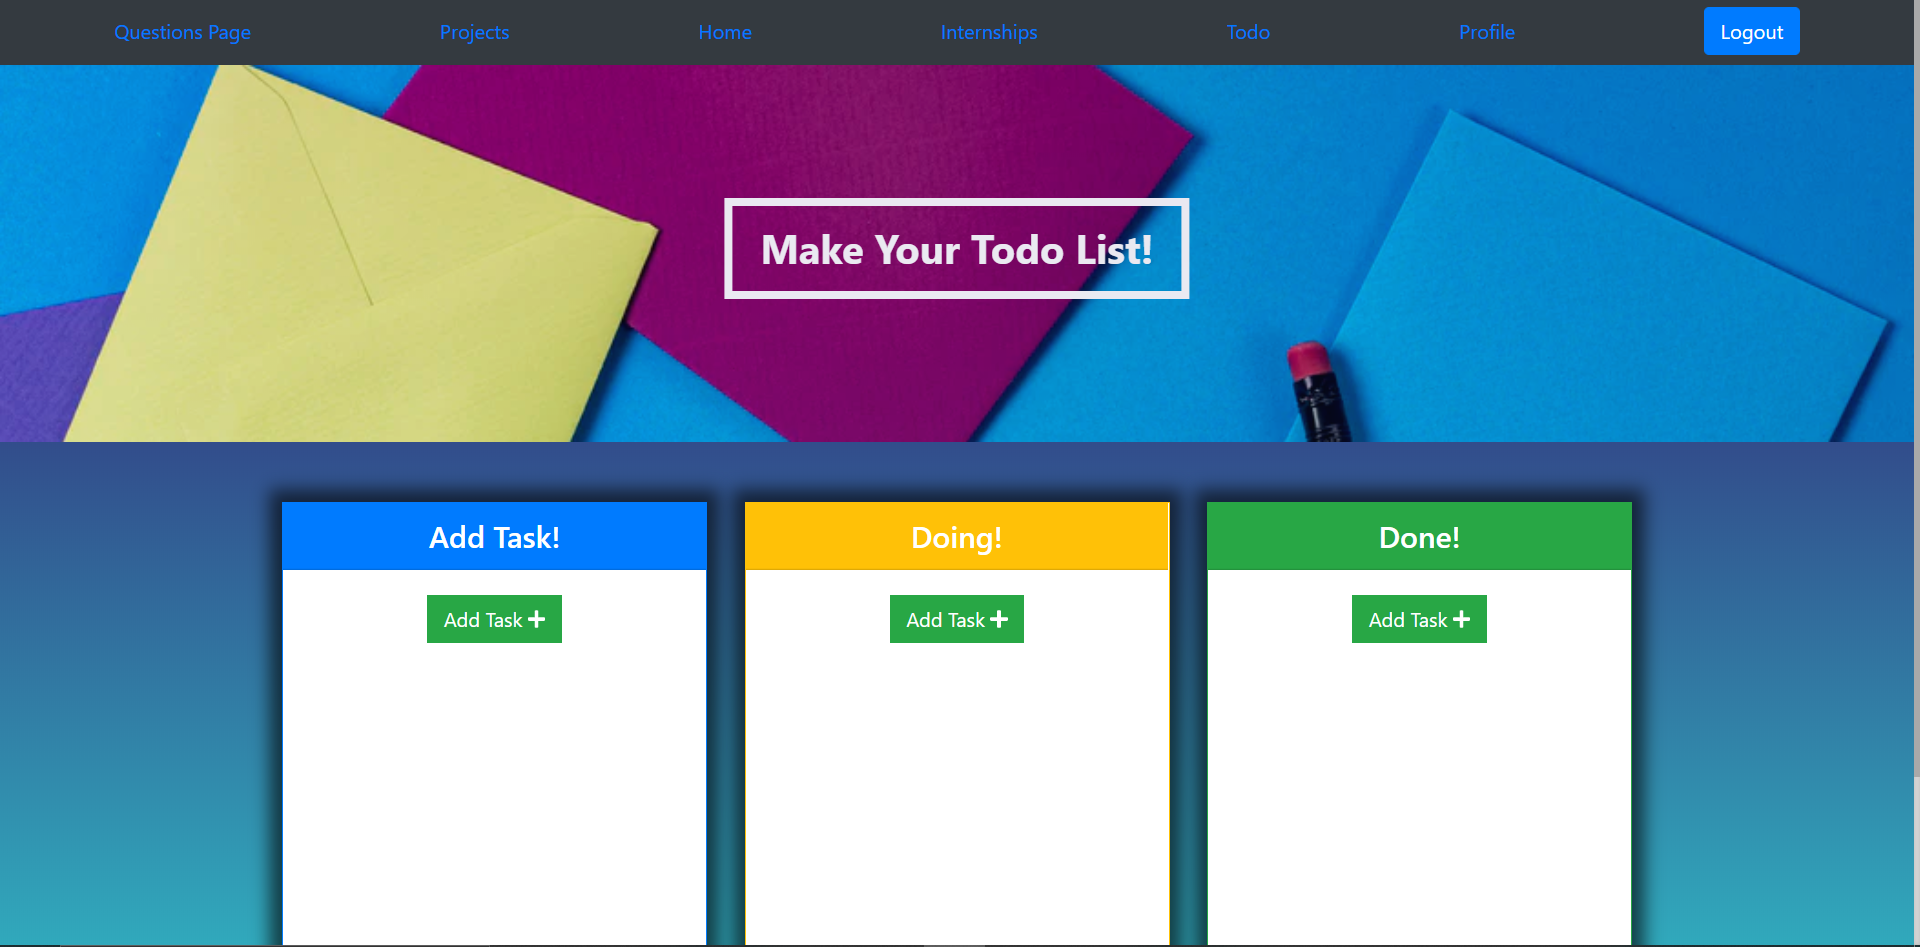 Questions Page Projects Home Internships Todo Profile Logout
Make Your Todo List!
Add Task! Doing! Done!
Add Task Add Task Add Task